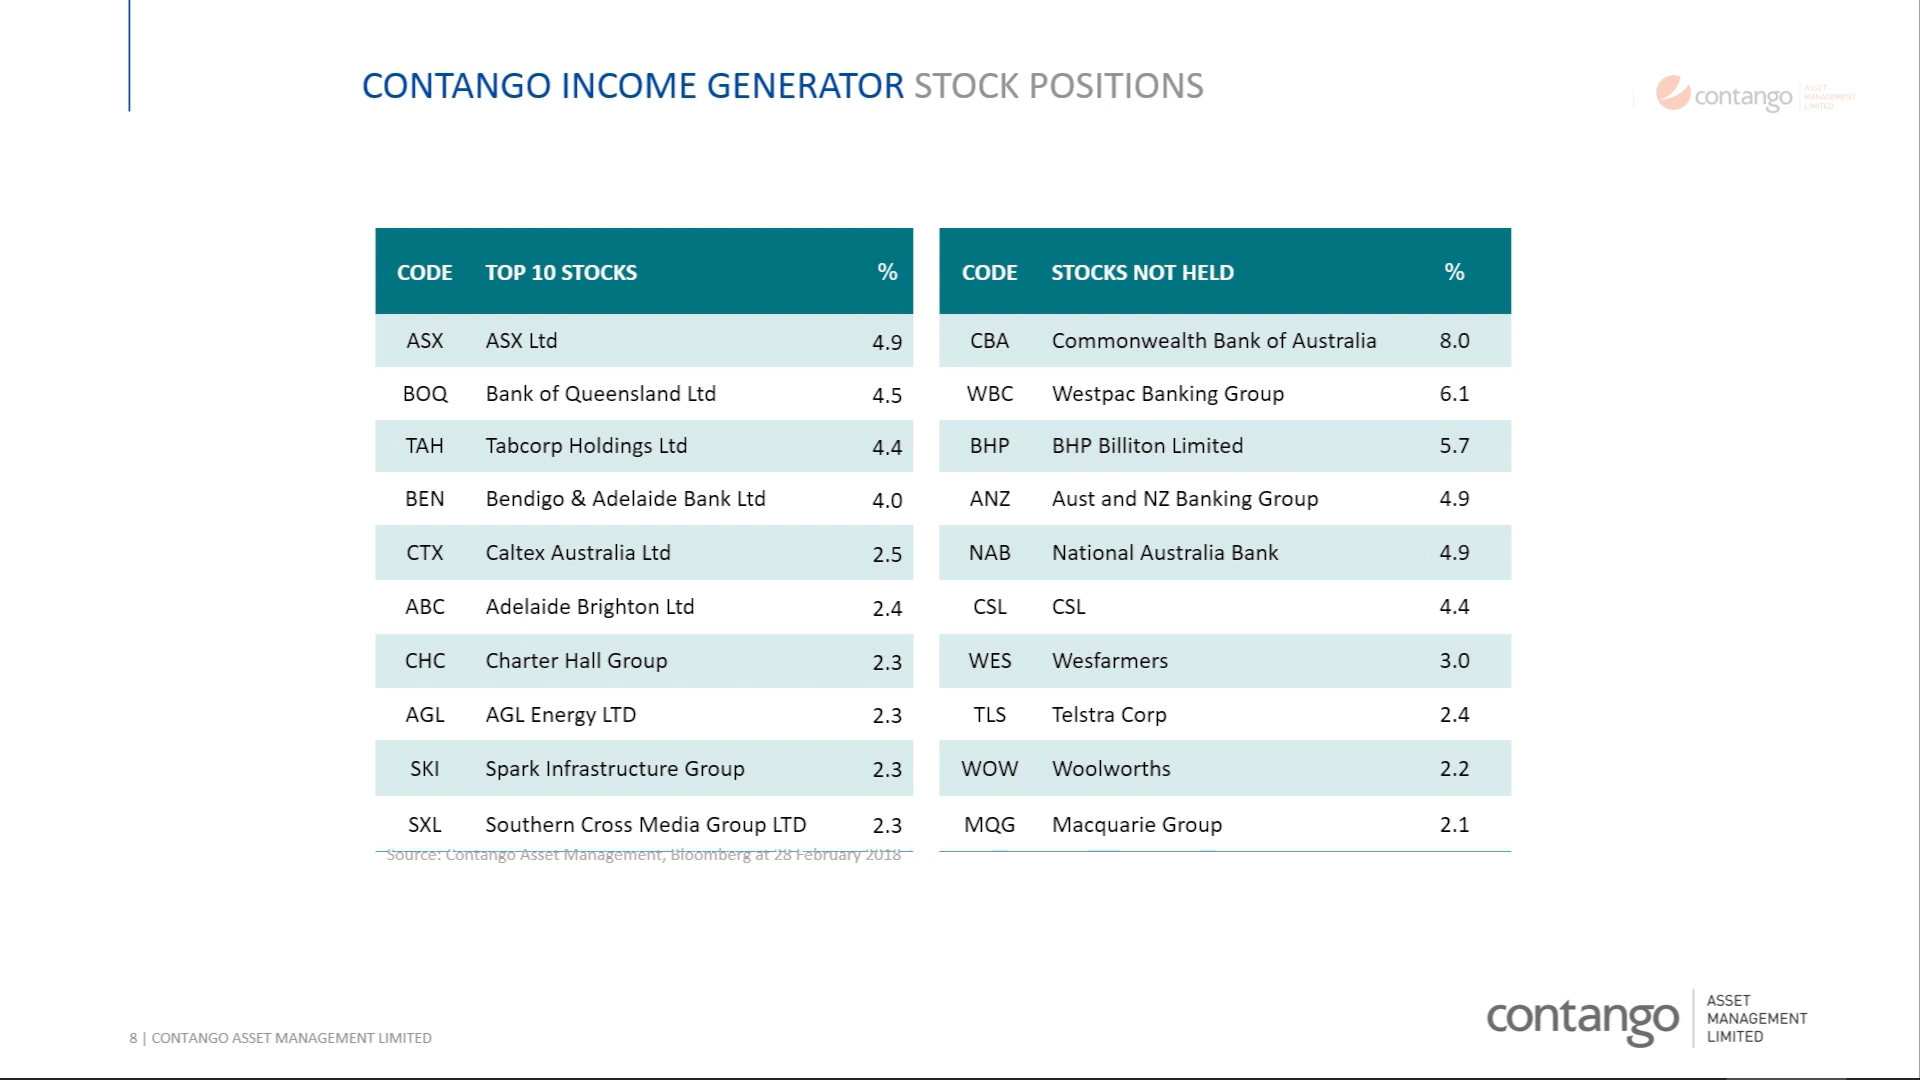 CONTANGO INCOME GENERATOR STOCK POSITIONS
contango
ASSET
MANAGEMENT
LIMITED
CODE TOP 10 STOCKS %
ASX ASX Ltd 4.9
BOQ Bank of Queensland Ltd 4.5
TAH Tabcorp Holdings Ltd 4.4
BEN Bendigo & Adelaide Bank Ltd 4.0
CTX Caltex Australia Ltd 2.5
ABC Adelaide Brighton Ltd 2.4
CHC Charter Hall Group 2.3
AGL AGL Energy LTD 2.3
SKI Spark Infrastructure Group 2.3
SXL Southern Cross Media Group LTD 2.3
Source: Contango Asset Management, Bloomberg at 28 February 2018
CODE STOCKS NOT HELD %
CBA Commonwealth Bank of Australia 8.0
WBC Westpac Banking Group 6.1
BHP BHP Billiton Limited 5.7
ANZ Aust and NZ Banking Group 4.9
NAB National Australia Bank 4.9
CSL CSL 4.4
WES Wesfarmers 3.0
TLS Telstra Corp 2.4
WOW Woolworths 2.2
MQG Macquarie Group 2.1
8 | CONTANGO ASSET MANAGEMENT LIMITED
contango
ASSET
MANAGEMENT
LIMITED